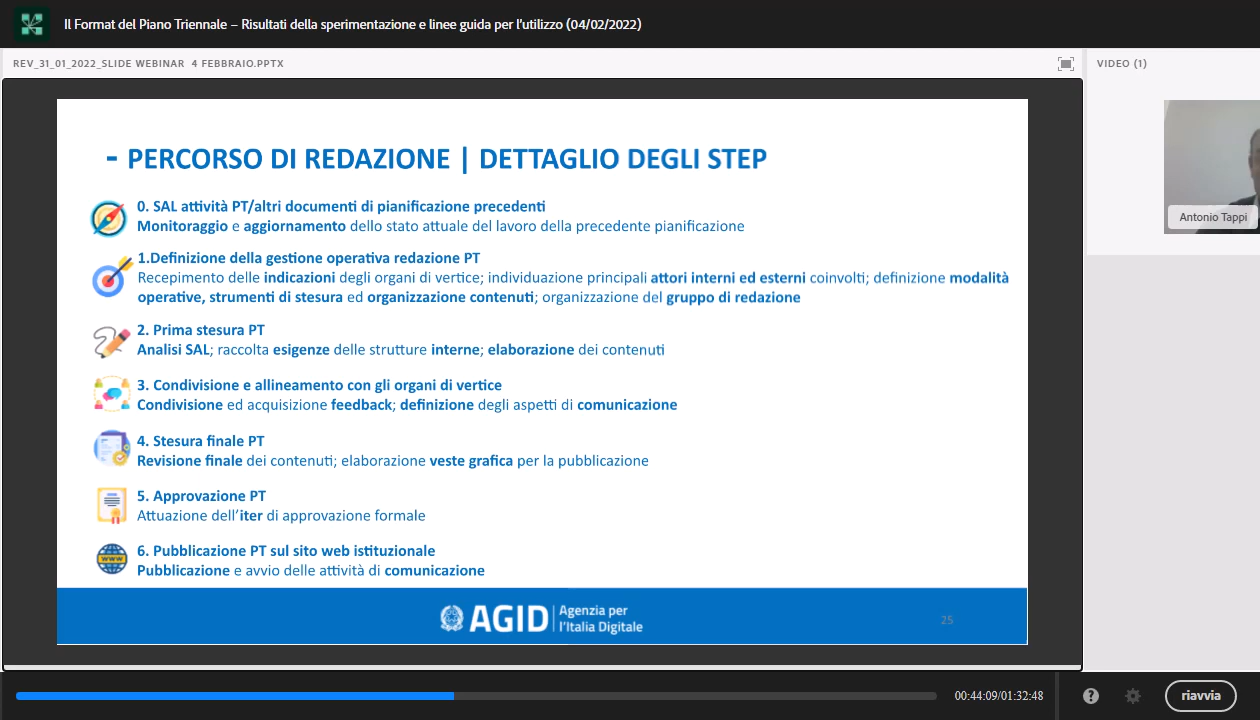 Il Format del Piano Triennale – Risultati della sperimentazione e linee guida per l'utilizzo (04/02/2022)
REV_31_01_2022_SLIDE WEBINAR 4 FEBBRAIO.PPTX
VIDEO (1)
- PERCORSO DI REDAZIONE | DETTAGLIO DEGLI STEP
0. SAL attività PT/altri documenti di pianificazione precedenti
Monitoraggio e aggiornamento dello stato attuale del lavoro della precedente pianificazione
1.Definizione della gestione operativa redazione PT
Recepimento delle indicazioni degli organi di vertice; individuazione principali attori interni ed esterni coinvolti; definizione modalità
operative, strumenti di stesura ed organizzazione contenuti; organizzazione del gruppo di redazione
2. Prima stesura PT
Analisi SAL; raccolta esigenze delle strutture interne; elaborazione dei contenuti
3. Condivisione e allineamento con gli organi di vertice
Condivisione ed acquisizione feedback; definizione degli aspetti di comunicazione
4. Stesura finale PT
Revisione finale dei contenuti; elaborazione veste grafica per la pubblicazione
5. Approvazione PT
Attuazione dell'iter di approvazione formale
6. Pubblicazione PT sul sito web istituzionale
Pubblicazione e avvio delle attività di comunicazione
WWW
AGID
Agenzia per
l'Italia Digitale
25
Antonio Tappi
00:44:09/01:32:48
?
riavvia